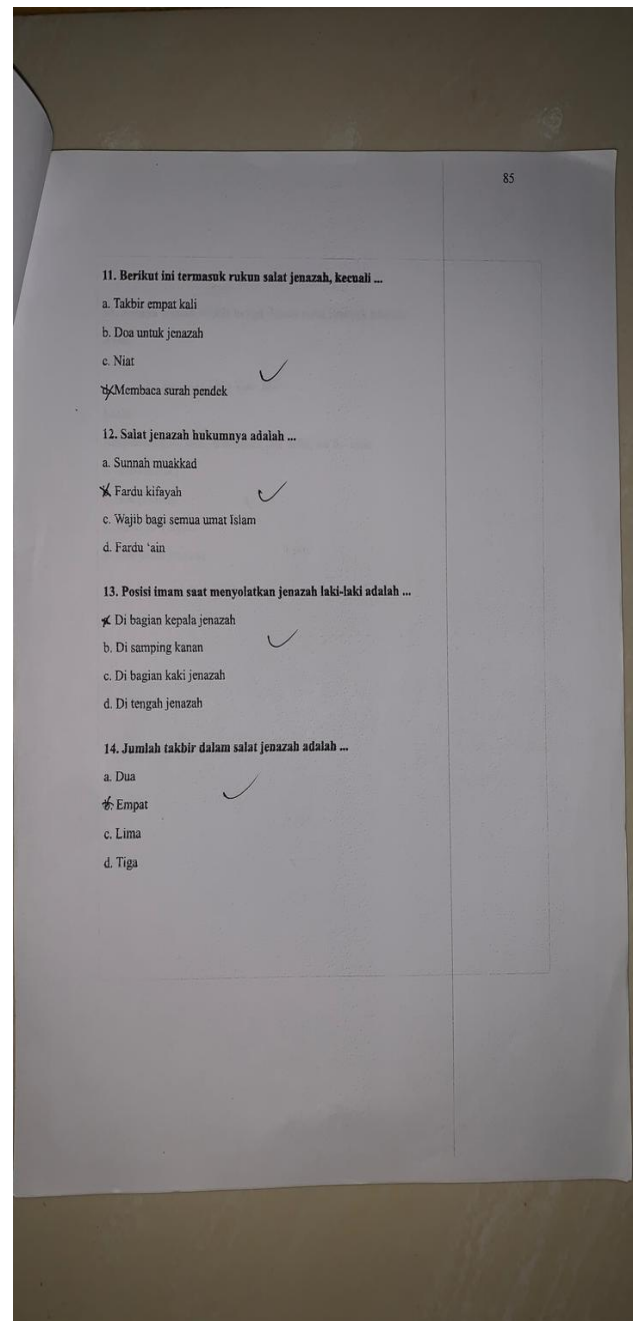 85
11. Berikut ini termasuk rukun salat jenazah, kecuali ...
a. Takbir empat kali
b. Doa untuk jenazah
c. Niat
d. Membaca surah pendek
12. Salat jenazah hukumnya adalah ...
a. Sunnah muakkad
b. Fardu kifayah
c. Wajib bagi semua umat Islam
d. Fardu ‘ain
13. Posisi imam saat menyolatkan jenazah laki-laki adalah ...
a. Di bagian kepala jenazah
b. Di samping kanan
c. Di bagian kaki jenazah
d. Di tengah jenazah
14. Jumlah takbir dalam salat jenazah adalah ...
a. Dua
b. Empat
c. Lima
d. Tiga